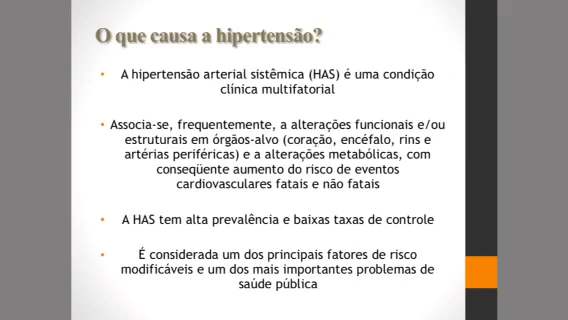 O que causa a hipertensão?
• A hipertensão arterial sistêmica (HAS) é uma condição
clínica multifatorial
• Associa-se, frequentemente, a alterações funcionais e/ou
estruturais em órgãos-alvo (coração, encéfalo, rins e
artérias periféricas) e a alterações metabólicas, com
conseqüente aumento do risco de eventos
cardiovasculares fatais e não fatais
• A HAS tem alta prevalência e baixas taxas de controle
• É considerada um dos principais fatores de risco
modificáveis e um dos mais importantes problemas de
saúde pública